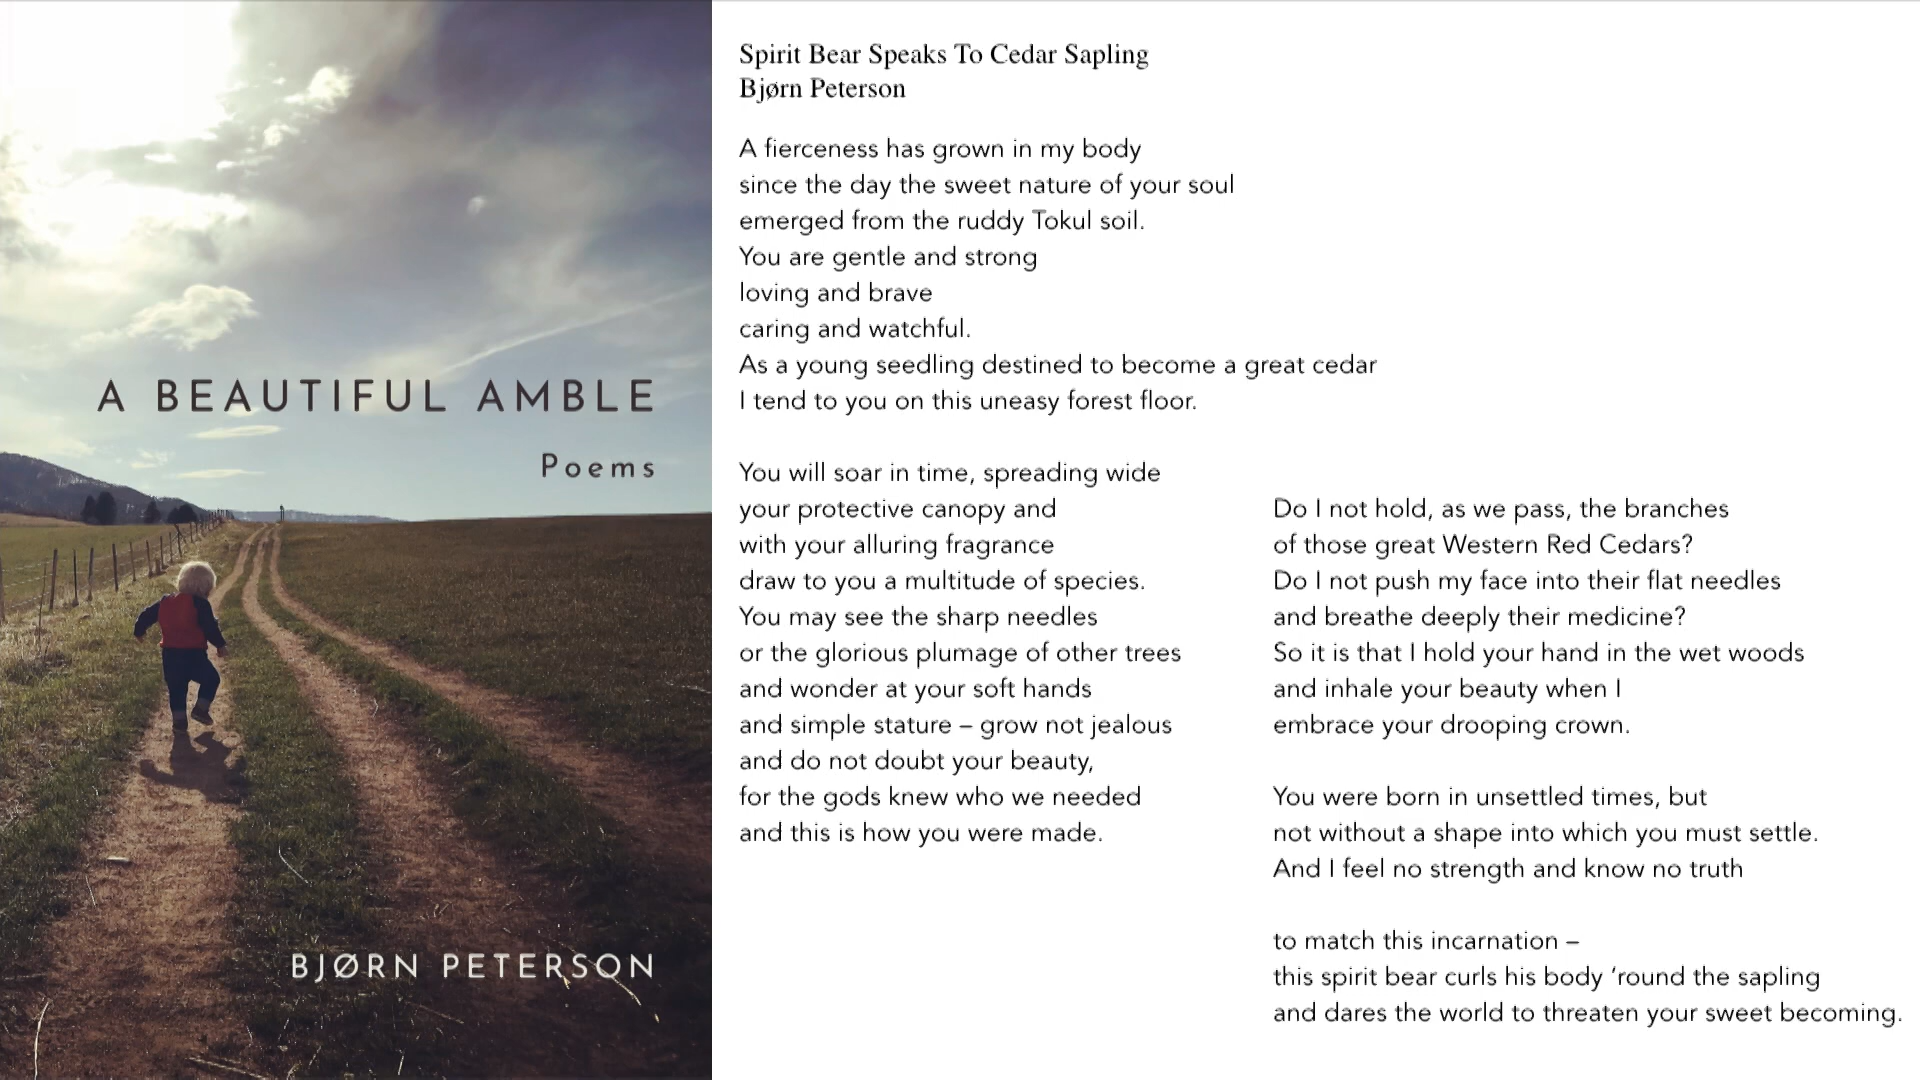 A BEAUTIFUL AMBLE
Poems
BJØRN PETERSON
Spirit Bear Speaks To Cedar Sapling
Bjørn Peterson
A fierceness has grown in my body
since the day the sweet nature of your soul
emerged from the ruddy Tokul soil.
You are gentle and strong
loving and brave
caring and watchful.
As a young seedling destined to become a great cedar
I tend to you on this uneasy forest floor.
You will soar in time, spreading wide
your protective canopy and
with your alluring fragrance
draw to you a multitude of species.
You may see the sharp needles
or the glorious plumage of other trees
and wonder at your soft hands
and simple stature – grow not jealous
and do not doubt your beauty,
for the gods knew who we needed
and this is how you were made.
Do I not hold, as we pass, the branches
of those great Western Red Cedars?
Do I not push my face into their flat needles
and breathe deeply their medicine?
So it is that I hold your hand in the wet woods
and inhale your beauty when I
embrace your drooping crown.
You were born in unsettled times, but
not without a shape into which you must settle.
And I feel no strength and know no truth
to match this incarnation –
this spirit bear curls his body ‘round the sapling
and dares the world to threaten your sweet becoming.